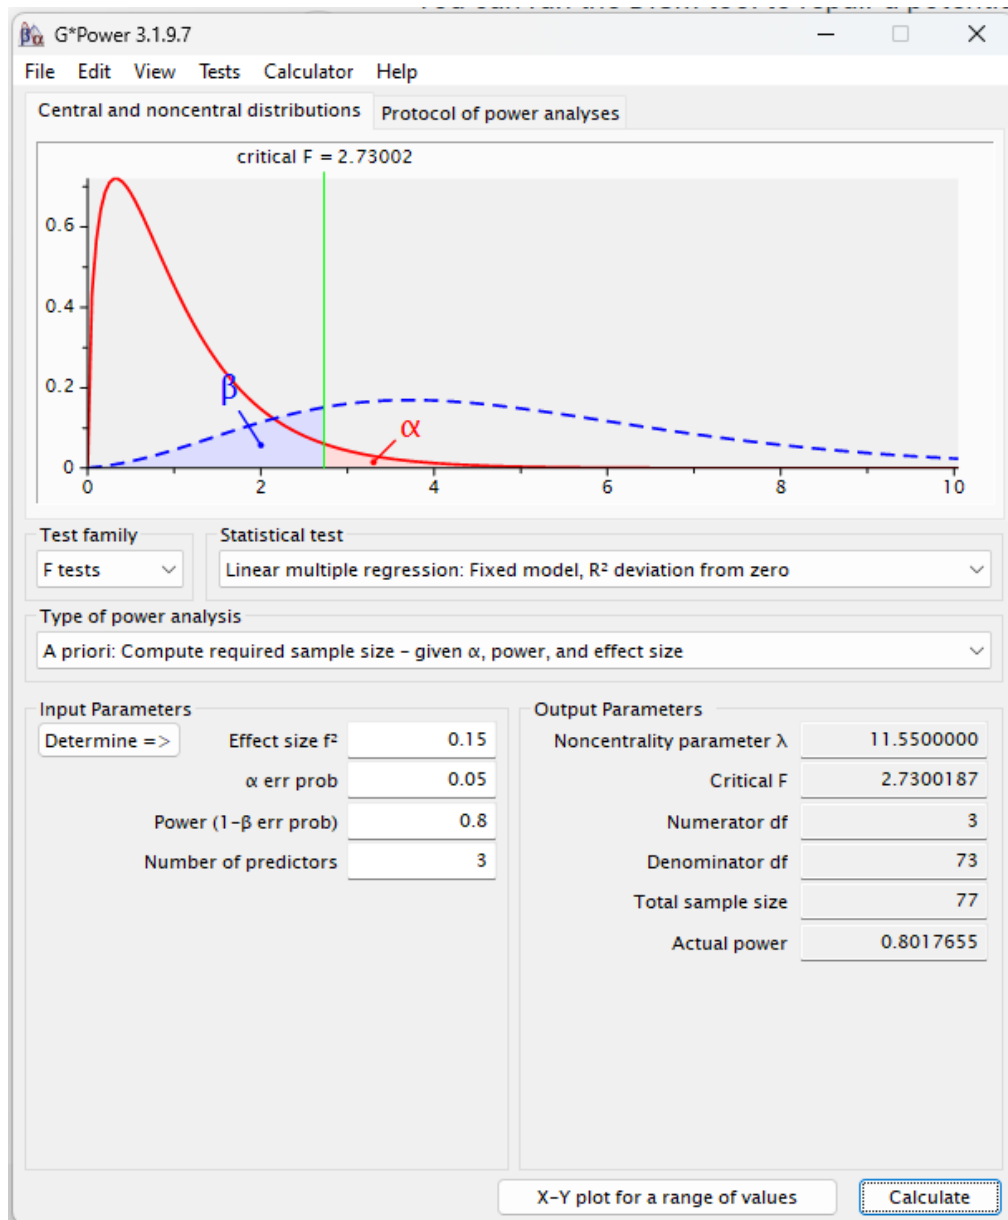 G*Power 3.1.9.7
File Edit View Tests Calculator Help
Central and noncentral distributions Protocol of power analyses
critical F = 2.73002
0.6
0.4
0.2
0
β
α
0 2 4 6 8 10
Test family Statistical test
F tests Linear multiple regression: Fixed model, R² deviation from zero
Type of power analysis
A priori: Compute required sample size – given α, power, and effect size
Input Parameters
Determine => Effect size f² 0.15
α err prob 0.05
Power (1-β err prob) 0.8
Number of predictors 3
Output Parameters
Noncentrality parameter λ 11.5500000
Critical F 2.7300187
Numerator df 3
Denominator df 73
Total sample size 77
Actual power 0.8017655
X-Y plot for a range of values Calculate